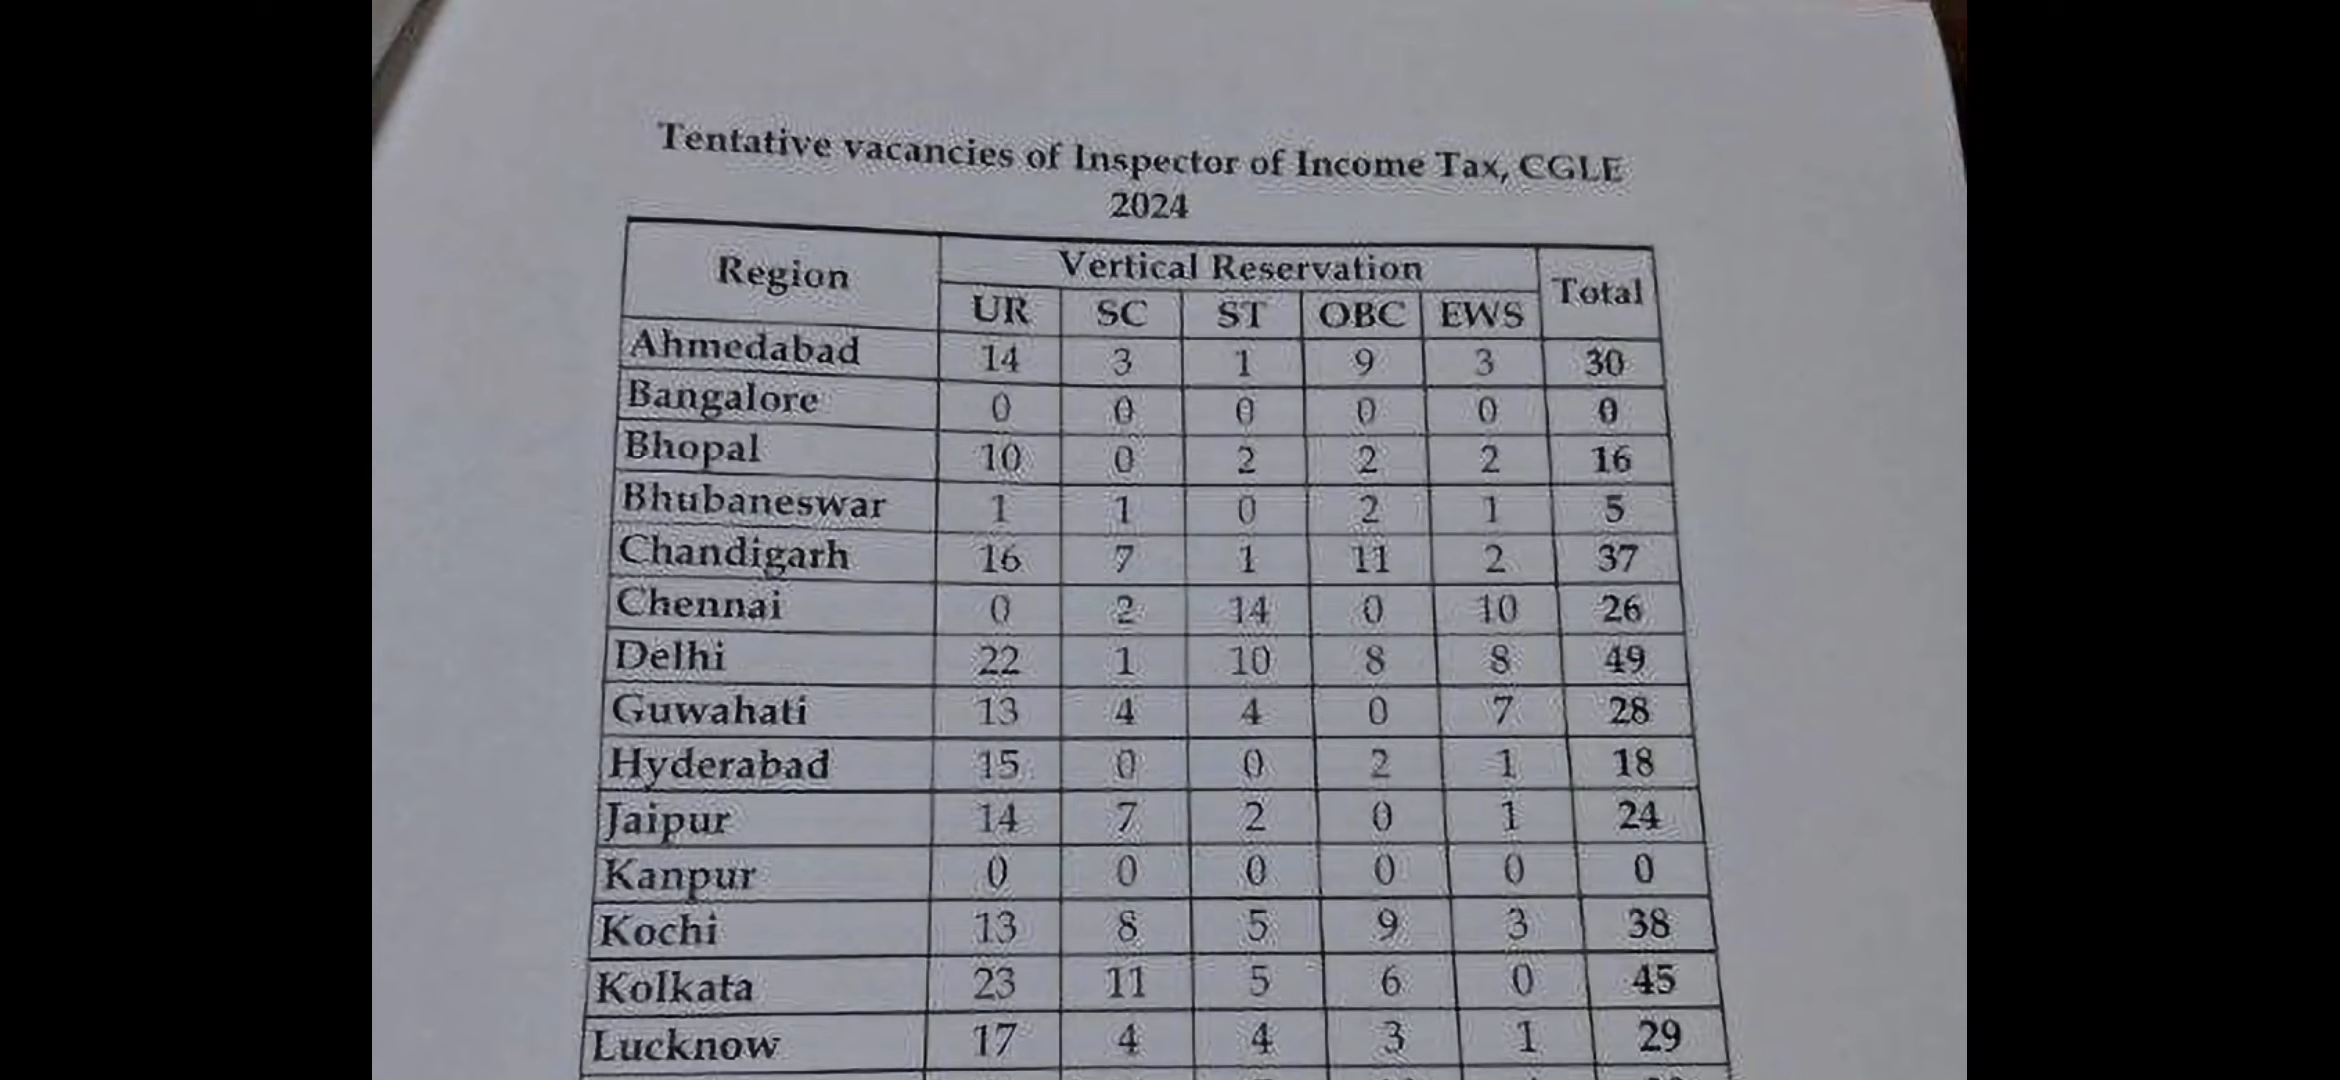 Tentative vacancies of Inspector of Income Tax, CGLE
2024
Region Vertical Reservation Total
UR SC ST OBC EWS
Ahmedabad 14 3 1 9 3 30
Bangalore 0 0 0 0 0 0
Bhopal 10 0 2 2 2 16
Bhubaneswar 1 1 0 2 1 5
Chandigarh 16 7 1 11 2 37
Chennai 0 2 14 0 10 26
Delhi 22 1 10 8 8 49
Guwahati 13 4 4 0 7 28
Hyderabad 15 0 0 2 1 18
Jaipur 14 7 2 0 1 24
Kanpur 0 0 0 0 0 0
Kochi 13 8 5 9 3 38
Kolkata 23 11 5 6 0 45
Lucknow 17 4 4 3 1 29